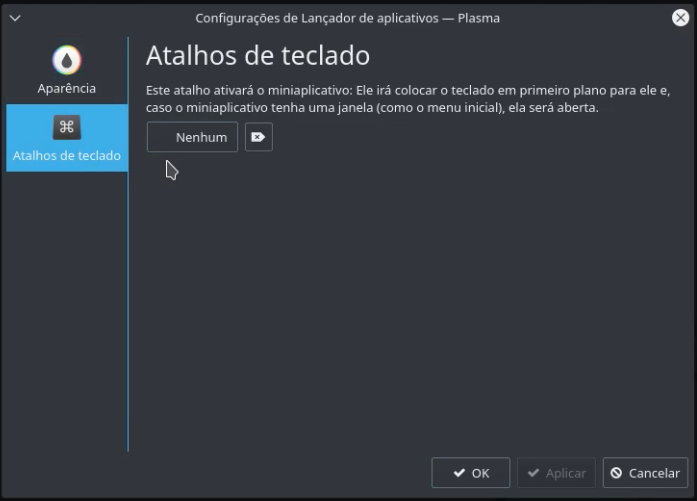 Configurações de Lançador de aplicativos — Plasma
Aparência
Atalhos de teclado
Atalhos de teclado
Este atalho ativará o miniaplicativo: Ele irá colocar o teclado em primeiro plano para ele e,
caso o miniaplicativo tenha uma janela (como o menu inicial), ela será aberta.
Nenhum
OK
Aplicar
Cancelar